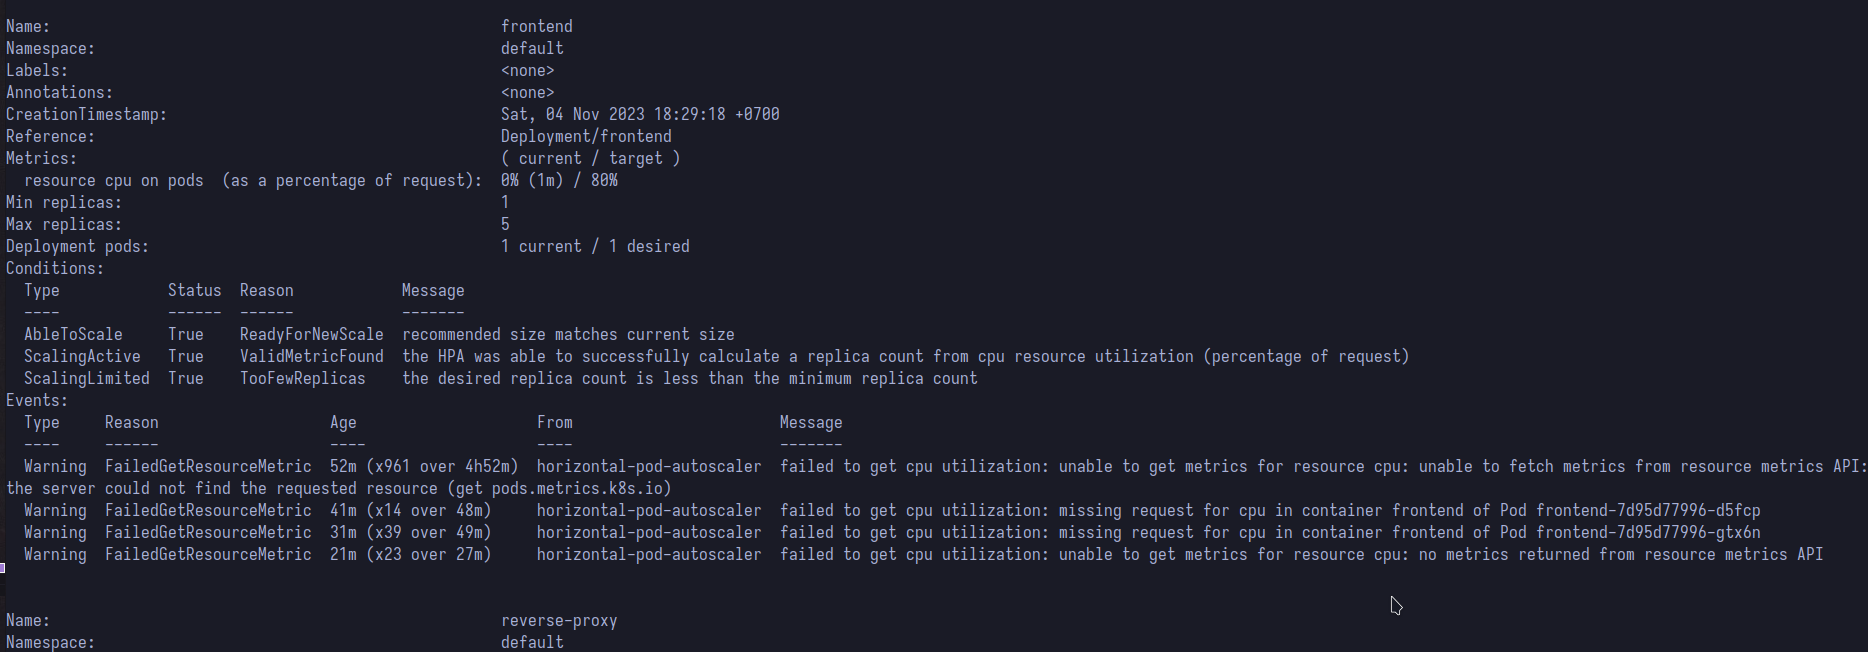 Name:                                                  frontend
Namespace:                                             default
Labels:                                                <none>
Annotations:                                           <none>
CreationTimestamp:                                     Sat, 04 Nov 2023 18:29:18 +0700
Reference:                                             Deployment/frontend
Metrics:                                               ( current / target )
  resource cpu on pods  (as a percentage of request):  0% (1m) / 80%
Min replicas:                                          1
Max replicas:                                          5
Deployment pods:                                       1 current / 1 desired
Conditions:
  Type            Status  Reason            Message
  ----            ------  ------            -------
  AbleToScale     True    ReadyForNewScale  recommended size matches current size
  ScalingActive   True    ValidMetricFound  the HPA was able to successfully calculate a replica count from cpu resource utilization (percentage of request)
  ScalingLimited  True    TooFewReplicas    the desired replica count is less than the minimum replica count
Events:
  Type     Reason                   Age                    From                       Message
  ----     ------                   ----                   ----                       -------
  Warning  FailedGetResourceMetric  52m (x961 over 4h52m)  horizontal-pod-autoscaler  failed to get cpu utilization: unable to get metrics for resource cpu: unable to fetch metrics from resource metrics API:
the server could not find the requested resource (get pods.metrics.k8s.io)
  Warning  FailedGetResourceMetric  41m (x14 over 48m)     horizontal-pod-autoscaler  failed to get cpu utilization: missing request for cpu in container frontend of Pod frontend-7d95d77996-d5fcp
  Warning  FailedGetResourceMetric  31m (x39 over 49m)     horizontal-pod-autoscaler  failed to get cpu utilization: missing request for cpu in container frontend of Pod frontend-7d95d77996-gtx6n
  Warning  FailedGetResourceMetric  21m (x23 over 27m)     horizontal-pod-autoscaler  failed to get cpu utilization: unable to get metrics for resource cpu: no metrics returned from resource metrics API
Name:                                                  reverse-proxy
Namespace:                                             default